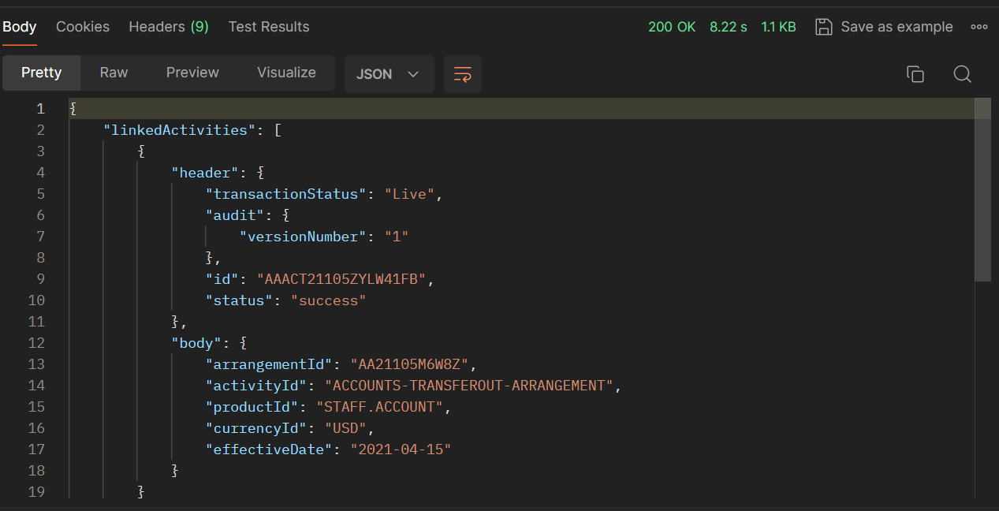 Body Cookies Headers (9) Test Results 200 OK 8.22 s 1.1 KB Save as example
Pretty Raw Preview Visualize JSON
1 {
2 "linkedActivities": [
3 {
4 "header": {
5 "transactionStatus": "Live",
6 "audit": {
7 "versionNumber": "1"
8 },
9 "id": "AAACT21105ZYLW41FB",
10 "status": "success"
11 },
12 "body": {
13 "arrangementId": "AA21105M6W8Z",
14 "activityId": "ACCOUNTS-TRANSFEROUT-ARRANGEMENT",
15 "productId": "STAFF.ACCOUNT",
16 "currencyId": "USD",
17 "effectiveDate": "2021-04-15"
18 }
19 }